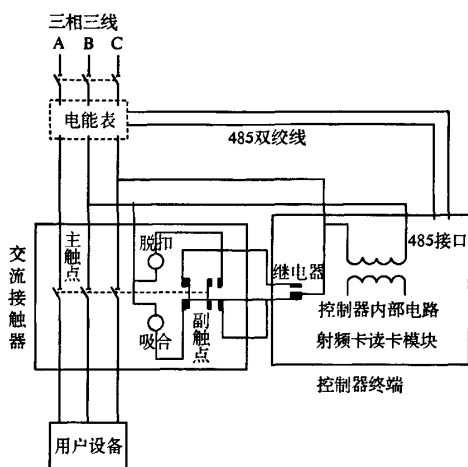 三相三线
A B C
电能表
485双绞线
交流接触器
主触点
脱扣
吸合
副触点
继电器
485接口
控制器内部电路
射频卡读卡模块
控制器终端
用户设备